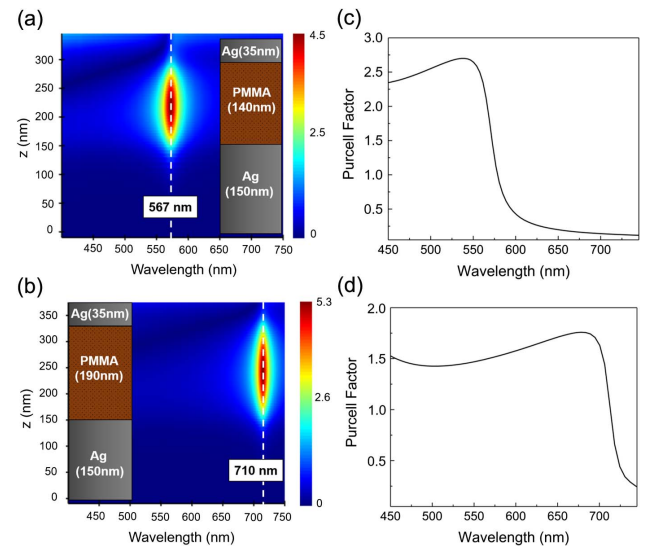 (a)
z (nm)
300
250
200
150
100
50
0
Ag(35nm)
PMMA
(140nm)
Ag
(150nm)
567 nm
4.5
2.5
0
450 500 550 600 650 700 750
Wavelength (nm)
(c)
Purcell Factor
3.0
2.5
2.0
1.5
1.0
0.5
450 500 550 600 650 700
Wavelength (nm)
(b)
z (nm)
350
300
250
200
150
100
50
0
Ag(35nm)
PMMA
(190nm)
Ag
(150nm)
710 nm
5.3
2.6
0
450 500 550 600 650 700 750
Wavelength (nm)
(d)
Purcell Factor
2.0
1.5
1.0
0.5
450 500 550 600 650 700
Wavelength (nm)